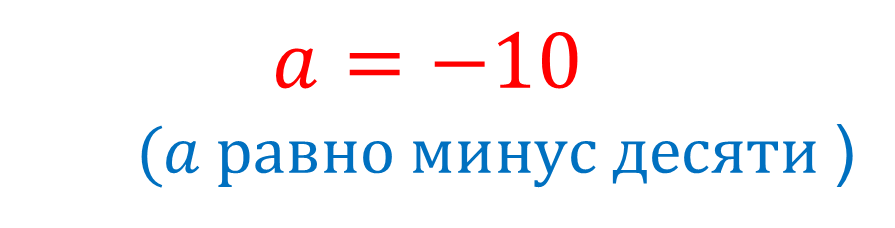 a = −10
(a равно минус десяти )